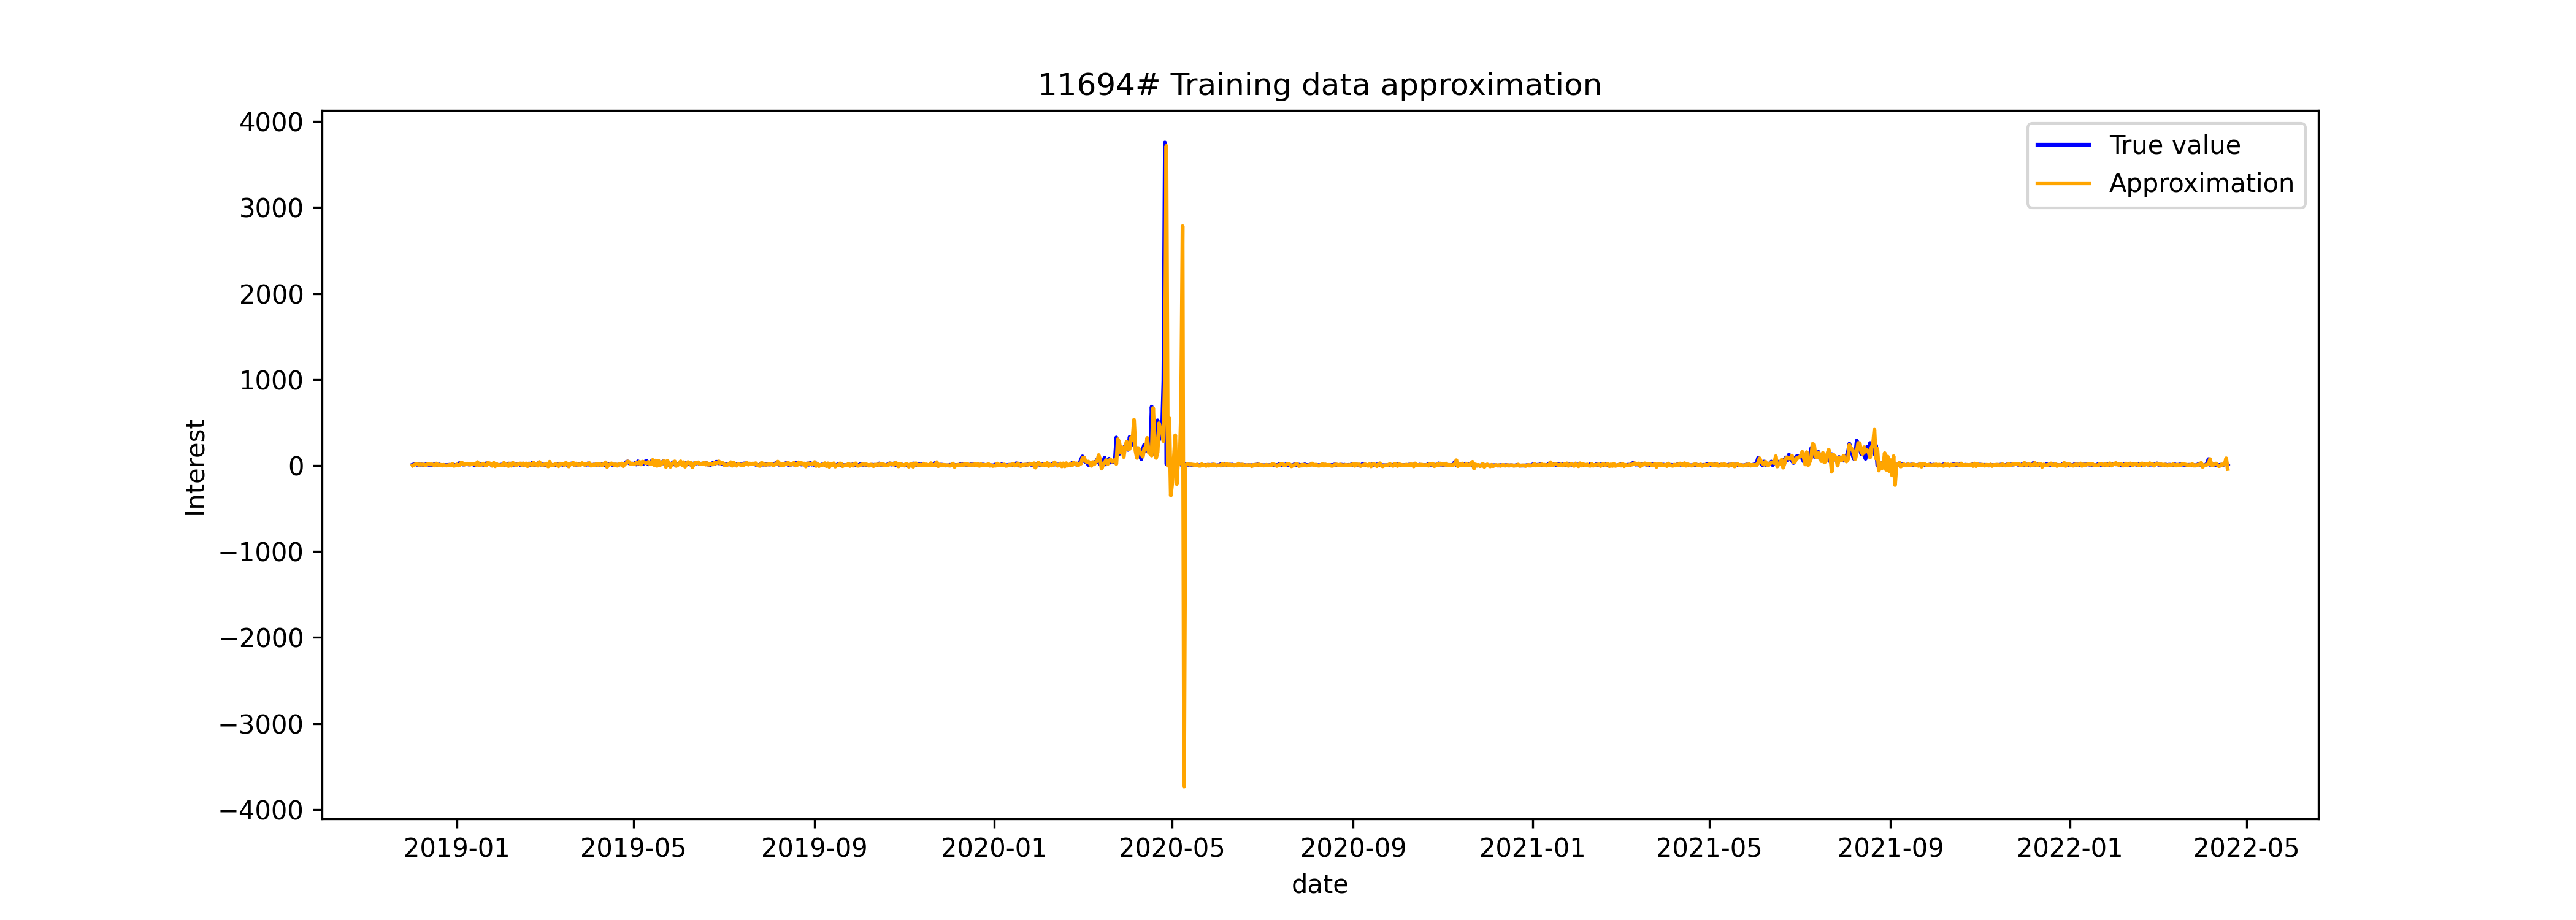 11694# Training data approximation
True value
Approximation
4000
3000
2000
1000
0
−1000
−2000
−3000
−4000
Interest
2019-01 2019-05 2019-09 2020-01 2020-05 2020-09 2021-01 2021-05 2021-09 2022-01 2022-05
date